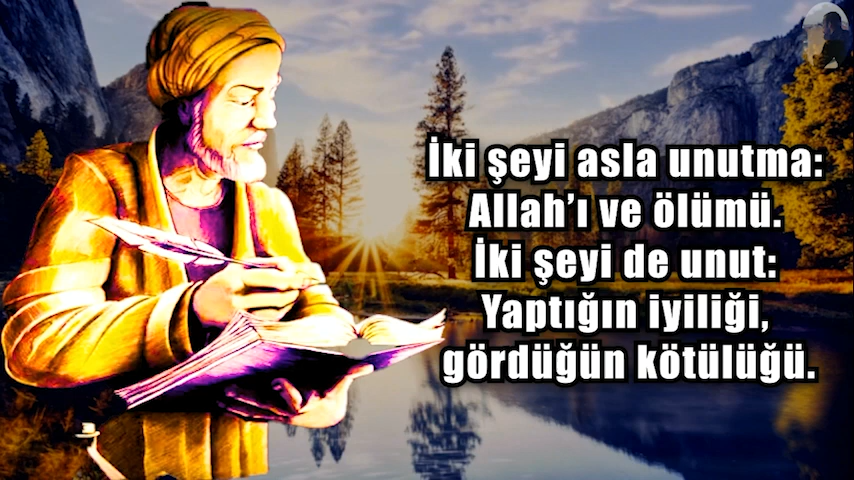 İki şeyi asla unutma:
Allah’ı ve ölümü.
İki şeyi de unut:
Yaptığın iyiliği,
gördüğün kötülüğü.